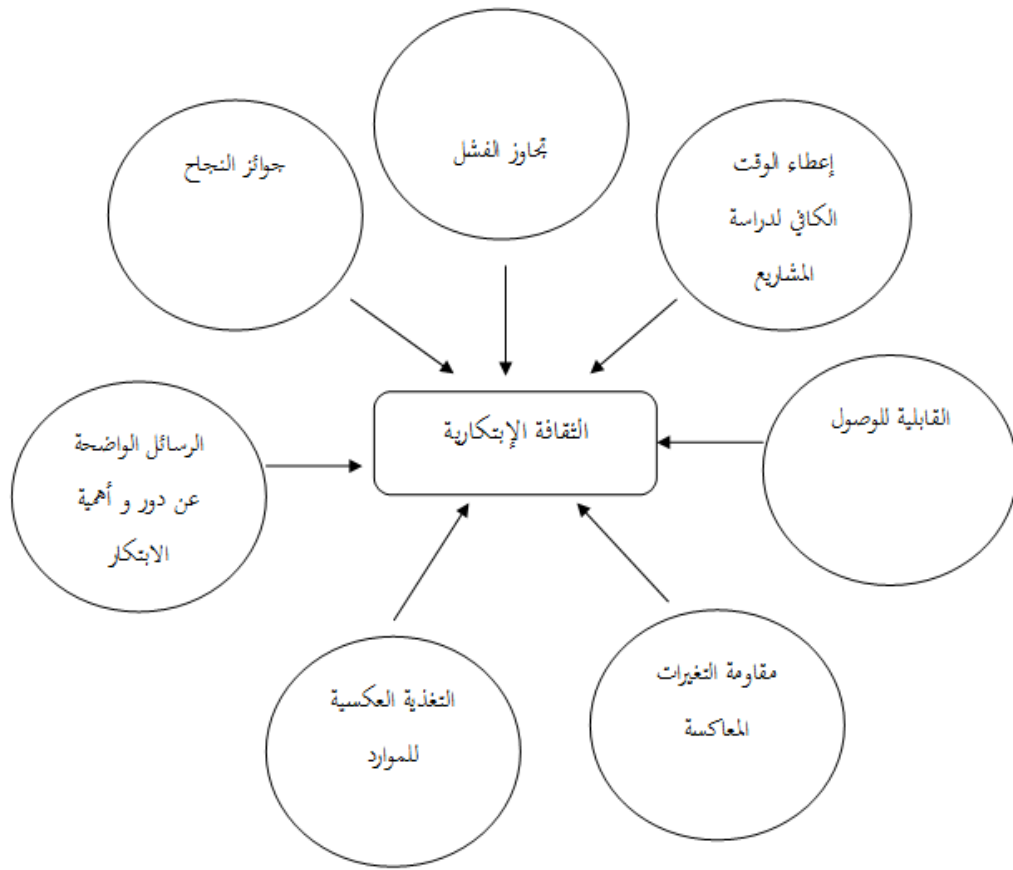 تجاوز الفشل
إعطاء الوقت
الكافي لدراسة
المشاريع
جوائز النجاح
القابلية للوصول
الثقافة الإبتكارية
الرسائل الواضحة
عن دور و أهمية
الابتكار
مقاومة التغيرات
المعاكسة
التغذية العكسية
للموارد